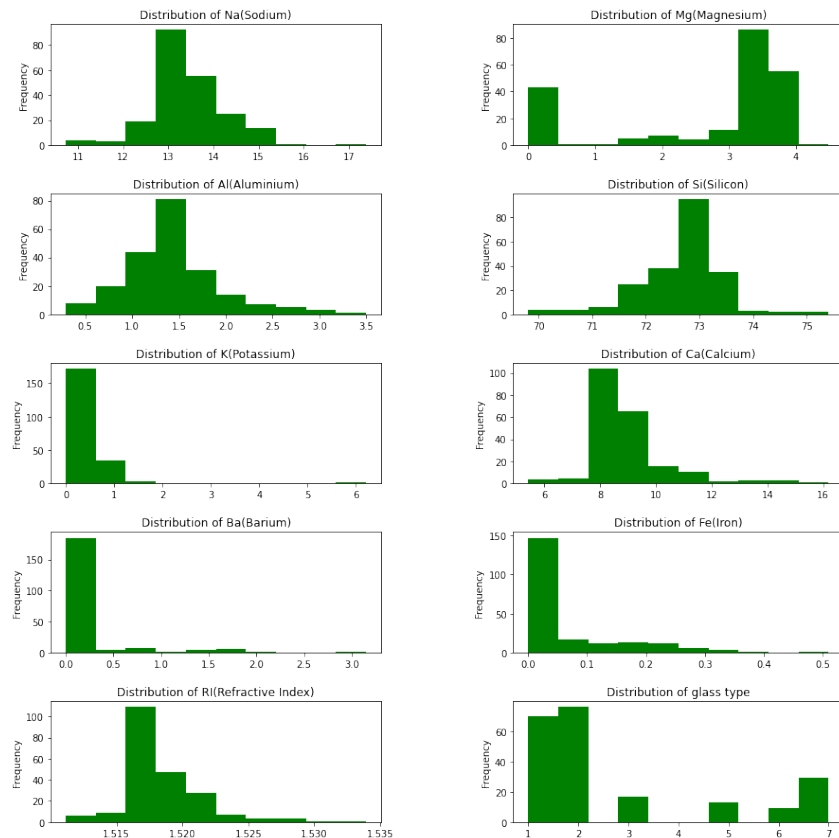 Distribution of Na(Sodium)
Frequency
80
60
40
20
0
11 12 13 14 15 16 17
Distribution of Mg(Magnesium)
Frequency
80
60
40
20
0
0 1 2 3 4
Distribution of Al(Aluminium)
Frequency
80
60
40
20
0
0.5 1.0 1.5 2.0 2.5 3.0 3.5
Distribution of Si(Silicon)
Frequency
80
60
40
20
0
70 71 72 73 74 75
Distribution of K(Potassium)
Frequency
150
100
50
0
0 1 2 3 4 5 6
Distribution of Ca(Calcium)
Frequency
100
80
60
40
20
0
6 8 10 12 14 16
Distribution of Ba(Barium)
Frequency
150
100
50
0
0.0 0.5 1.0 1.5 2.0 2.5 3.0
Distribution of Fe(Iron)
Frequency
150
100
50
0
0.0 0.1 0.2 0.3 0.4 0.5
Distribution of RI(Refractive Index)
Frequency
100
80
60
40
20
0
1.515 1.520 1.525 1.530 1.535
Distribution of glass type
Frequency
60
40
20
0
1 2 3 4 5 6 7